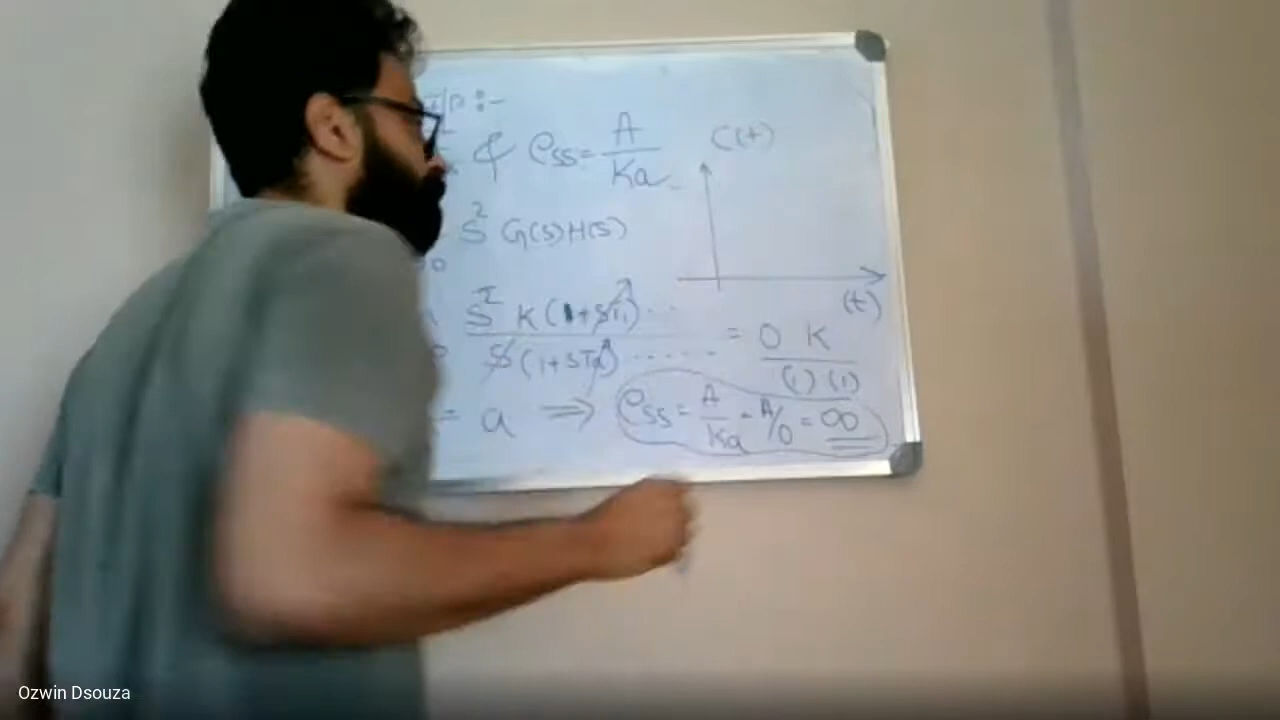 I/P :-
& ess = A/Ka
C(t)
S² G(S)H(S)
(t)
S² K(1+ST1)...
S(1+STa)......
= 0 K
(1)(1)
= a ⇒ ess = A/Ka = A/0 = ∞
Ozwin Dsouza